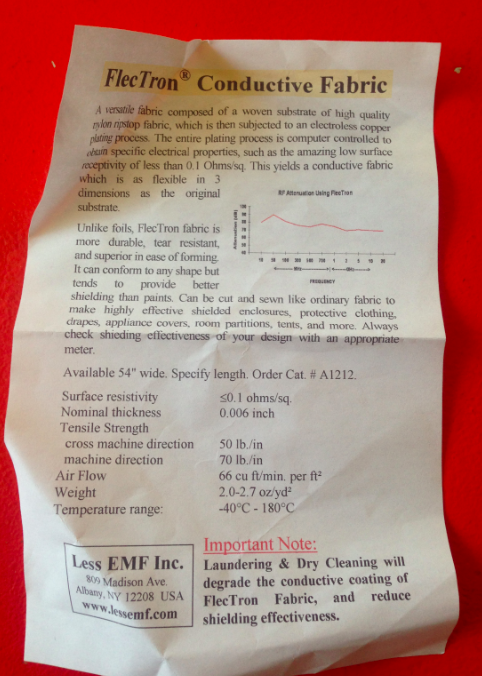 FlecTron® Conductive Fabric
A versatile fabric composed of a woven substrate of high quality
nylon ripstop fabric, which is then subjected to an electroless copper
plating process. The entire plating process is computer controlled to
obtain specific electrical properties, such as the amazing low surface
receptivity of less than 0.1 Ohms/sq. This yields a conductive fabric
which is as flexible in 3
dimensions as the original
substrate.
Unlike foils, FlecTron fabric is
more durable, tear resistant,
and superior in ease of forming.
It can conform to any shape but
tends to provide better
RF Attenuation Using FlecTron
Attenuation (dB)
FREQUENCY
shielding than paints. Can be cut and sewn like ordinary fabric to
make highly effective shielded enclosures, protective clothing,
drapes, appliance covers, room partitions, tents, and more. Always
check shieding effectiveness of your design with an appropriate
meter.
Available 54" wide. Specify length. Order Cat. # A1212.
Surface resistivity ≤0.1 ohms/sq.
Nominal thickness 0.006 inch
Tensile Strength
cross machine direction 50 lb./in
machine direction 70 lb./in
Air Flow 66 cu ft/min. per ft²
Weight 2.0-2.7 oz/yd²
Temperature range: -40°C - 180°C
Less EMF Inc.
809 Madison Ave.
Albany, NY 12208 USA
www.lessemf.com
Important Note:
Laundering & Dry Cleaning will
degrade the conductive coating of
FlecTron Fabric, and reduce
shielding effectiveness.